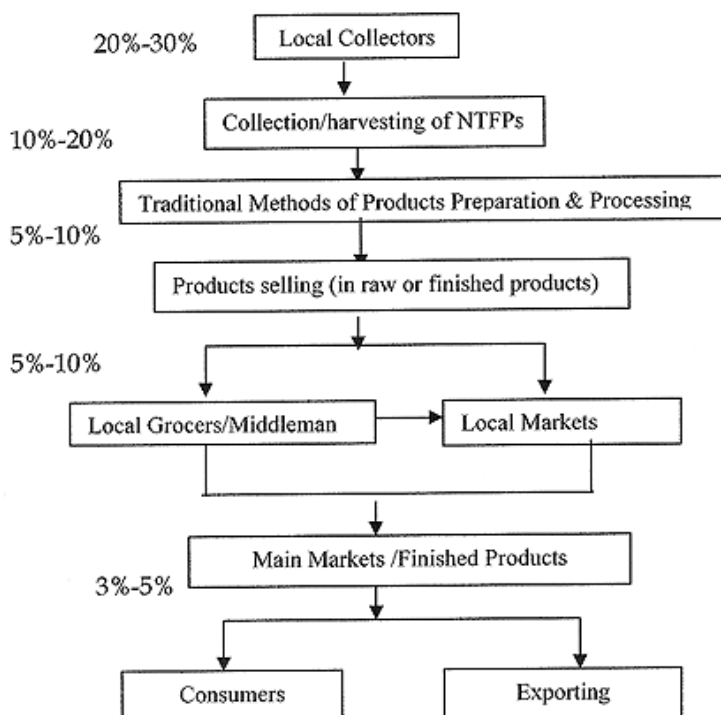 20%-30%
Local Collectors
Collection/harvesting of NTFPs
10%-20%
Traditional Methods of Products Preparation & Processing
5%-10%
Products selling (in raw or finished products)
5%-10%
Local Grocers/Middleman
Local Markets
Main Markets /Finished Products
3%-5%
Consumers
Exporting